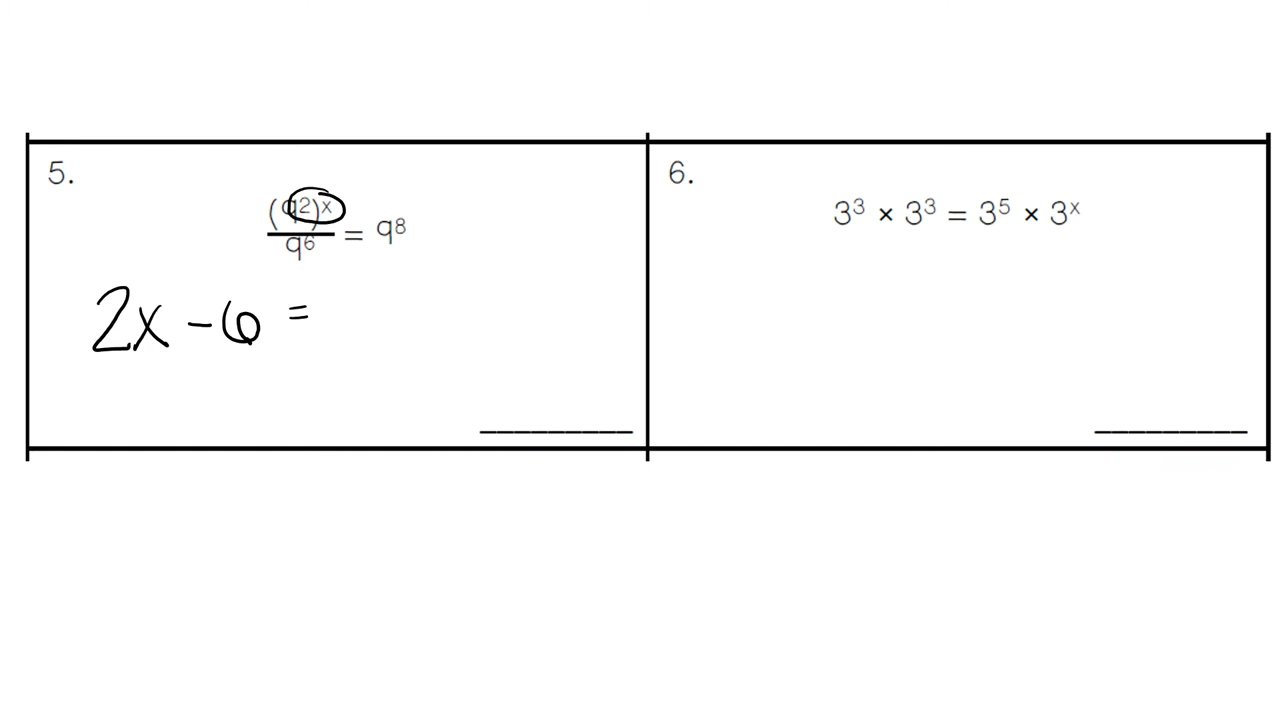 5.
(q²)ˣ / q⁶ = q⁸
2x - 6 =
6.
3³ × 3³ = 3⁵ × 3ˣ